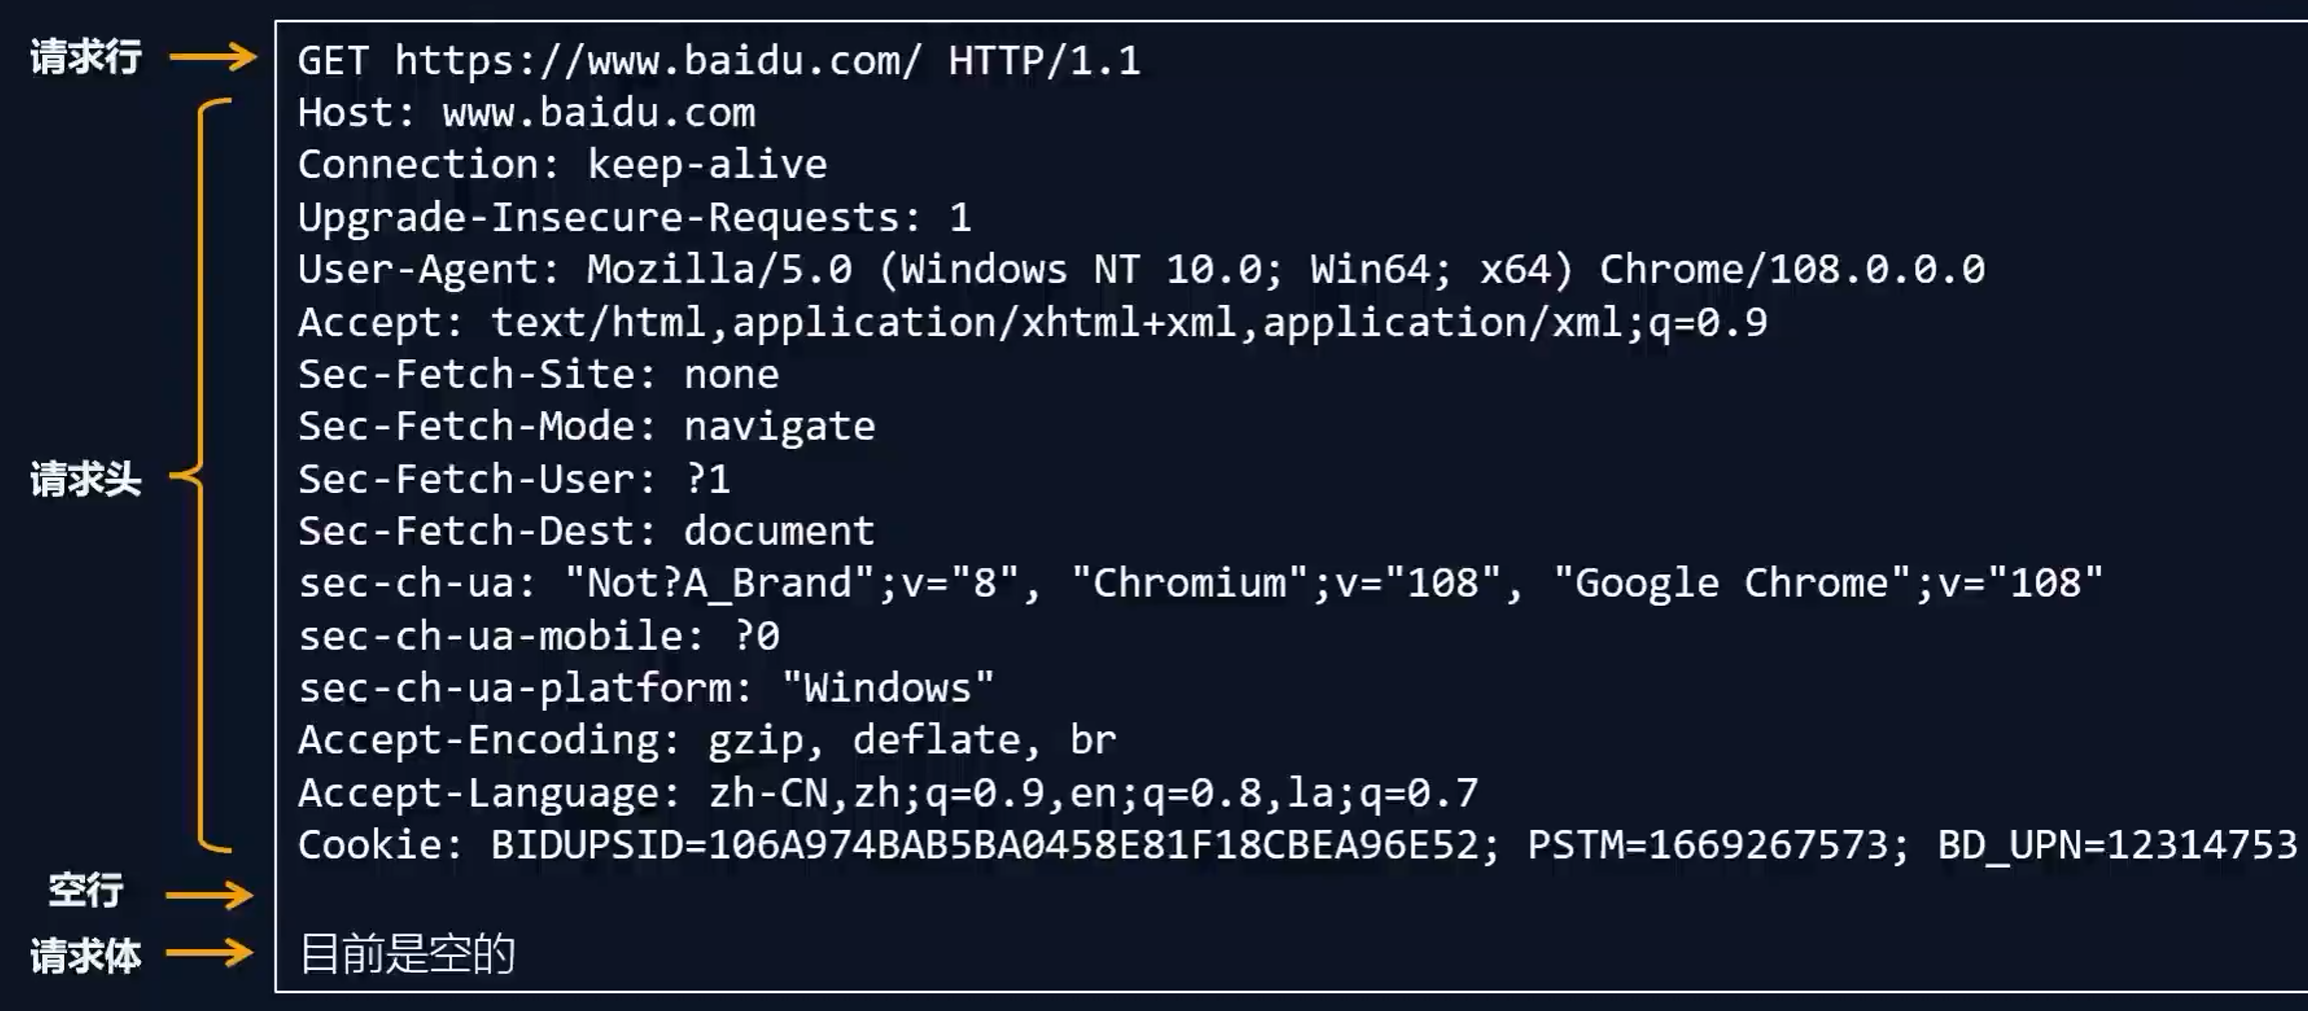 请求行 GET https://www.baidu.com/ HTTP/1.1
Host: www.baidu.com
Connection: keep-alive
Upgrade-Insecure-Requests: 1
User-Agent: Mozilla/5.0 (Windows NT 10.0; Win64; x64) Chrome/108.0.0.0
Accept: text/html,application/xhtml+xml,application/xml;q=0.9
Sec-Fetch-Site: none
Sec-Fetch-Mode: navigate
请求头 Sec-Fetch-User: ?1
Sec-Fetch-Dest: document
sec-ch-ua: "Not?A_Brand";v="8", "Chromium";v="108", "Google Chrome";v="108"
sec-ch-ua-mobile: ?0
sec-ch-ua-platform: "Windows"
Accept-Encoding: gzip, deflate, br
Accept-Language: zh-CN,zh;q=0.9,en;q=0.8,la;q=0.7
Cookie: BIDUPSID=106A974BAB5BA0458E81F18CBEA96E52; PSTM=1669267573; BD_UPN=12314753
空行
请求体 目前是空的